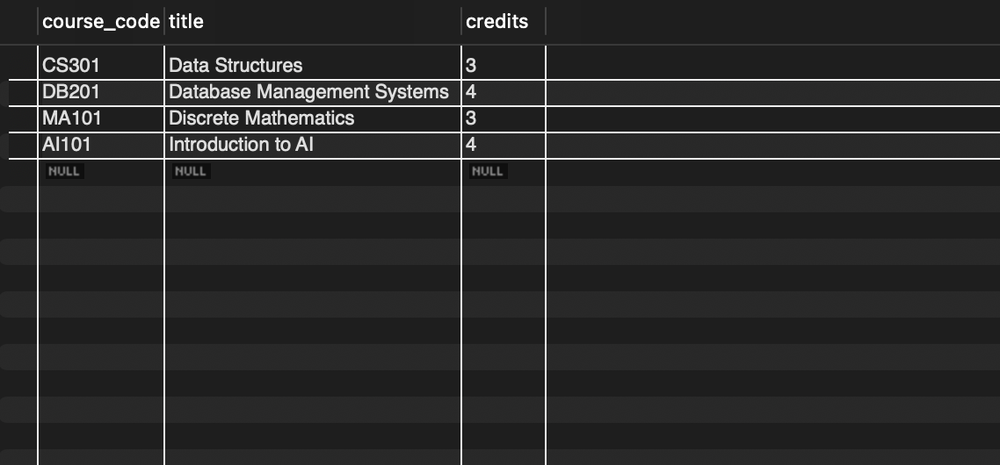 course_code title credits
CS301 Data Structures 3
DB201 Database Management Systems 4
MA101 Discrete Mathematics 3
AI101 Introduction to AI 4
NULL NULL NULL